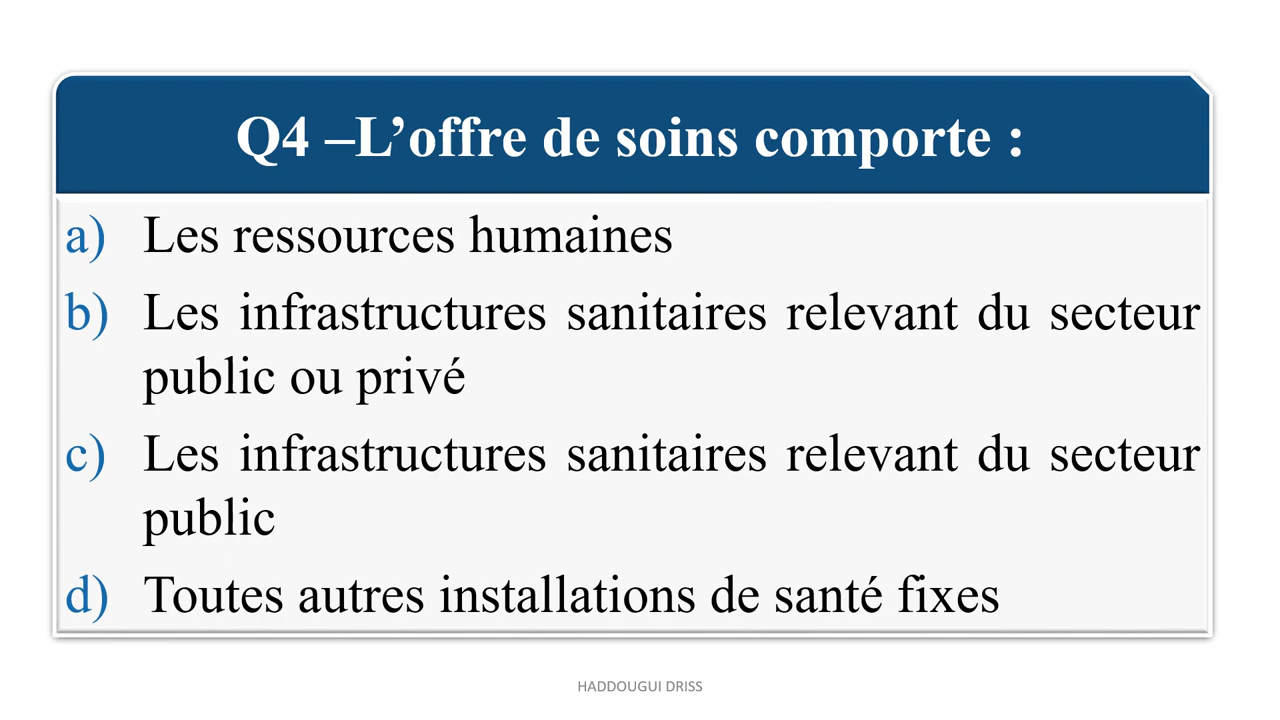 Q4 –L’offre de soins comporte :
a) Les ressources humaines
b) Les infrastructures sanitaires relevant du secteur
public ou privé
c) Les infrastructures sanitaires relevant du secteur
public
d) Toutes autres installations de santé fixes
HADDOUGUI DRISS